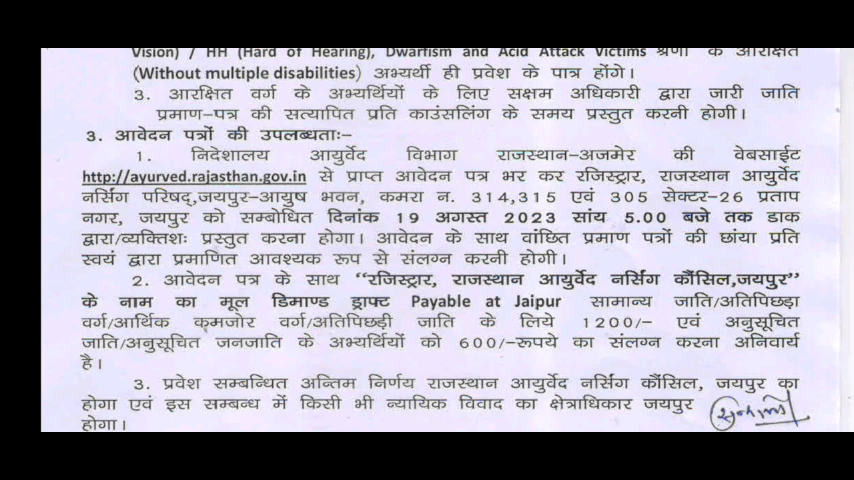 Vision) / HH (Hard of Hearing), Dwarfism and Acid Attack Victims श्रेणी के आरक्षित
(Without multiple disabilities) अभ्यर्थी ही प्रवेश के पात्र होंगे।
3. आरक्षित वर्ग के अभ्यर्थियों के लिए सक्षम अधिकारी द्वारा जारी जाति
प्रमाण–पत्र की सत्यापित प्रति काउंसलिंग के समय प्रस्तुत करनी होगी।
3. आवेदन पत्रों की उपलब्धताः–
1. निदेशालय आयुर्वेद विभाग राजस्थान–अजमेर की वेबसाईट
http://ayurved.rajasthan.gov.in से प्राप्त आवेदन पत्र भर कर रजिस्ट्रार, राजस्थान आयुर्वेद
नर्सिंग परिषद्,जयपुर–आयुष भवन, कमरा न. 314,315 एवं 305 सेक्टर–26 प्रताप
नगर, जयपुर को सम्बोधित दिनांक 19 अगस्त 2023 सांय 5.00 बजे तक डाक
द्वारा/व्यक्तिशः प्रस्तुत करना होगा। आवेदन के साथ वांछित प्रमाण पत्रों की छांया प्रति
स्वयं द्वारा प्रमाणित आवश्यक रूप से संलग्न करनी होगी।
2. आवेदन पत्र के साथ “रजिस्ट्रार, राजस्थान आयुर्वेद नर्सिंग कौंसिल,जयपुर”
के नाम का मूल डिमाण्ड ड्राफ्ट Payable at Jaipur सामान्य जाति/अतिपिछड़ा
वर्ग/आर्थिक कमजोर वर्ग/अतिपिछड़ी जाति के लिये 1200/– एवं अनुसूचित
जाति/अनुसूचित जनजाति के अभ्यर्थियों को 600/–रूपये का संलग्न करना अनिवार्य
है।
3. प्रवेश सम्बन्धित अन्तिम निर्णय राजस्थान आयुर्वेद नर्सिंग कौंसिल, जयपुर का
होगा एवं इस सम्बन्ध में किसी भी न्यायिक विवाद का क्षेत्राधिकार जयपुर
होगा।